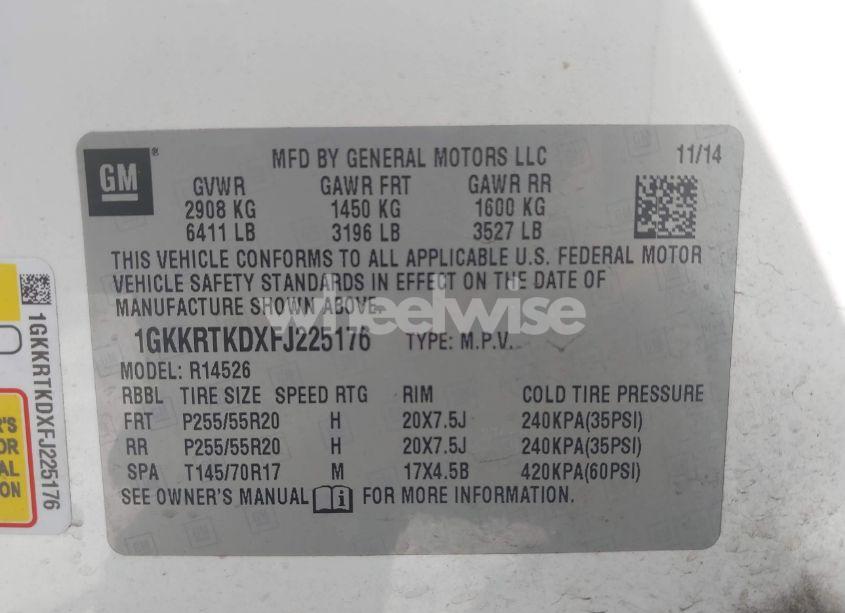 GM®
MFD BY GENERAL MOTORS LLC 11/14
GVWR GAWR FRT GAWR RR
2908 KG 1450 KG 1600 KG
6411 LB 3196 LB 3527 LB
THIS VEHICLE CONFORMS TO ALL APPLICABLE U.S. FEDERAL MOTOR
VEHICLE SAFETY STANDARDS IN EFFECT ON THE DATE OF
MANUFACTURE SHOWN ABOVE.
wheelwise
1GKKRTKDXFJ225176 TYPE: M.P.V.
MODEL: R14526
RBBL TIRE SIZE SPEED RTG RIM COLD TIRE PRESSURE
FRT P255/55R20 H 20X7.5J 240KPA(35PSI)
RR P255/55R20 H 20X7.5J 240KPA(35PSI)
SPA T145/70R17 M 17X4.5B 420KPA(60PSI)
SEE OWNER'S MANUAL i FOR MORE INFORMATION.
1GKKRTKDXFJ225176
R'S
OR
AL
ON